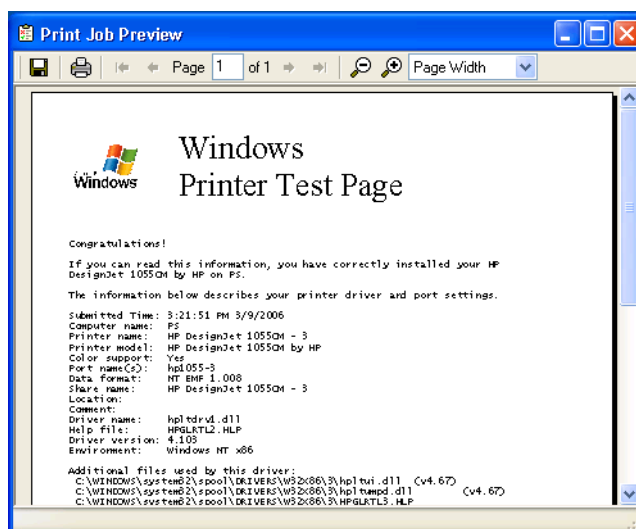 Print Job Preview
Page 1 of 1 Page Width
Windows
Windows
Printer Test Page
Congratulations!
If you can read this information, you have correctly installed your HP
DesignJet 1055CM by HP on PS.
The information below describes your printer driver and port settings.
Submitted Time: 3:21:51 PM 3/9/2006
Computer name: PS
Printer name: HP DesignJet 1055CM - 3
Printer model: HP DesignJet 1055CM by HP
Color support: Yes
Port name(s): hp1055-3
Data format: NT EMF 1.008
Share name: HP DesignJet 1055CM - 3
Location:
Comment:
Driver name: hpltdrv1.dll
Help file: HPGLRTL2.HLP
Driver version: 4.103
Environment: Windows NT x86
Additional files used by this driver:
C:\WINDOWS\system32\spool\DRIVERS\W32X86\3\hpltui.dll (v4.67)
C:\WINDOWS\system32\spool\DRIVERS\W32X86\3\hpltumpd.dll (v4.67)
C:\WINDOWS\system32\spool\DRIVERS\W32X86\3\HPGLRTL3.HLP